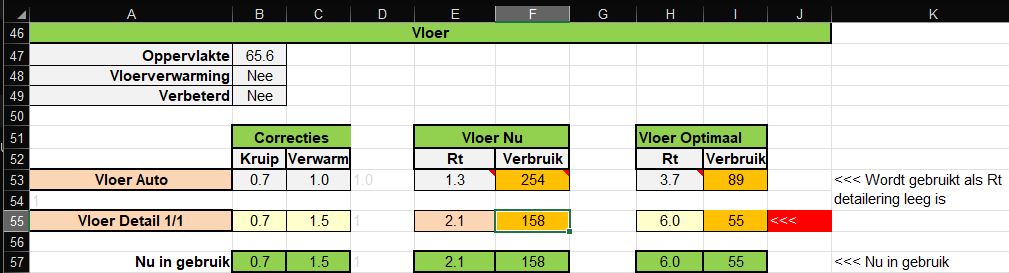 A B C D E F G H I J K
46 Vloer
47 Oppervlakte 65.6
48 Vloerverwarming Nee
49 Verbeterd Nee
50
51 Correcties Vloer Nu Vloer Optimaal
52 Kruip Verwarm Rt Verbruik Rt Verbruik
53 Vloer Auto 0.7 1.0 1.0 1.3 254 3.7 89 <<< Wordt gebruikt als Rt
54 1 detailering leeg is
55 Vloer Detail 1/1 0.7 1.5 1 2.1 158 6.0 55 <<<
56
57 Nu in gebruik 0.7 1.5 1 2.1 158 6.0 55 <<< Nu in gebruik